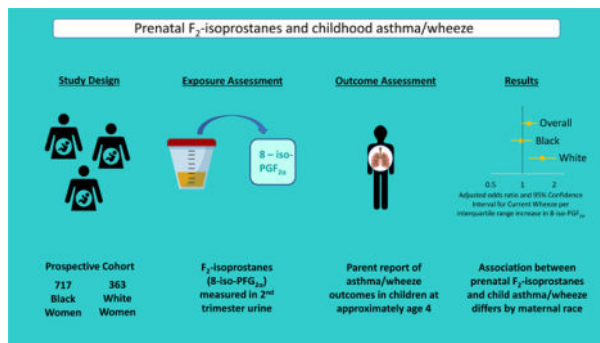 Prenatal F₂-isoprostanes and childhood asthma/wheeze
Study Design
Exposure Assessment
Outcome Assessment
Results
8 – iso-
PGF₂ₐ
Overall
Black
White
0.5 1 2
Adjusted odds ratio and 95% Confidence
Interval for Current Wheeze per
interquartile range increase in 8-iso-PGF₂ₐ
Prospective Cohort
717
Black
Women
363
White
Women
F₂-isoprostanes
(8-iso-PFG₂ₐ)
measured in 2ⁿᵈ
trimester urine
Parent report of
asthma/wheeze
outcomes in children at
approximately age 4
Association between
prenatal F₂-isoprostanes
and child asthma/wheeze
differs by maternal race